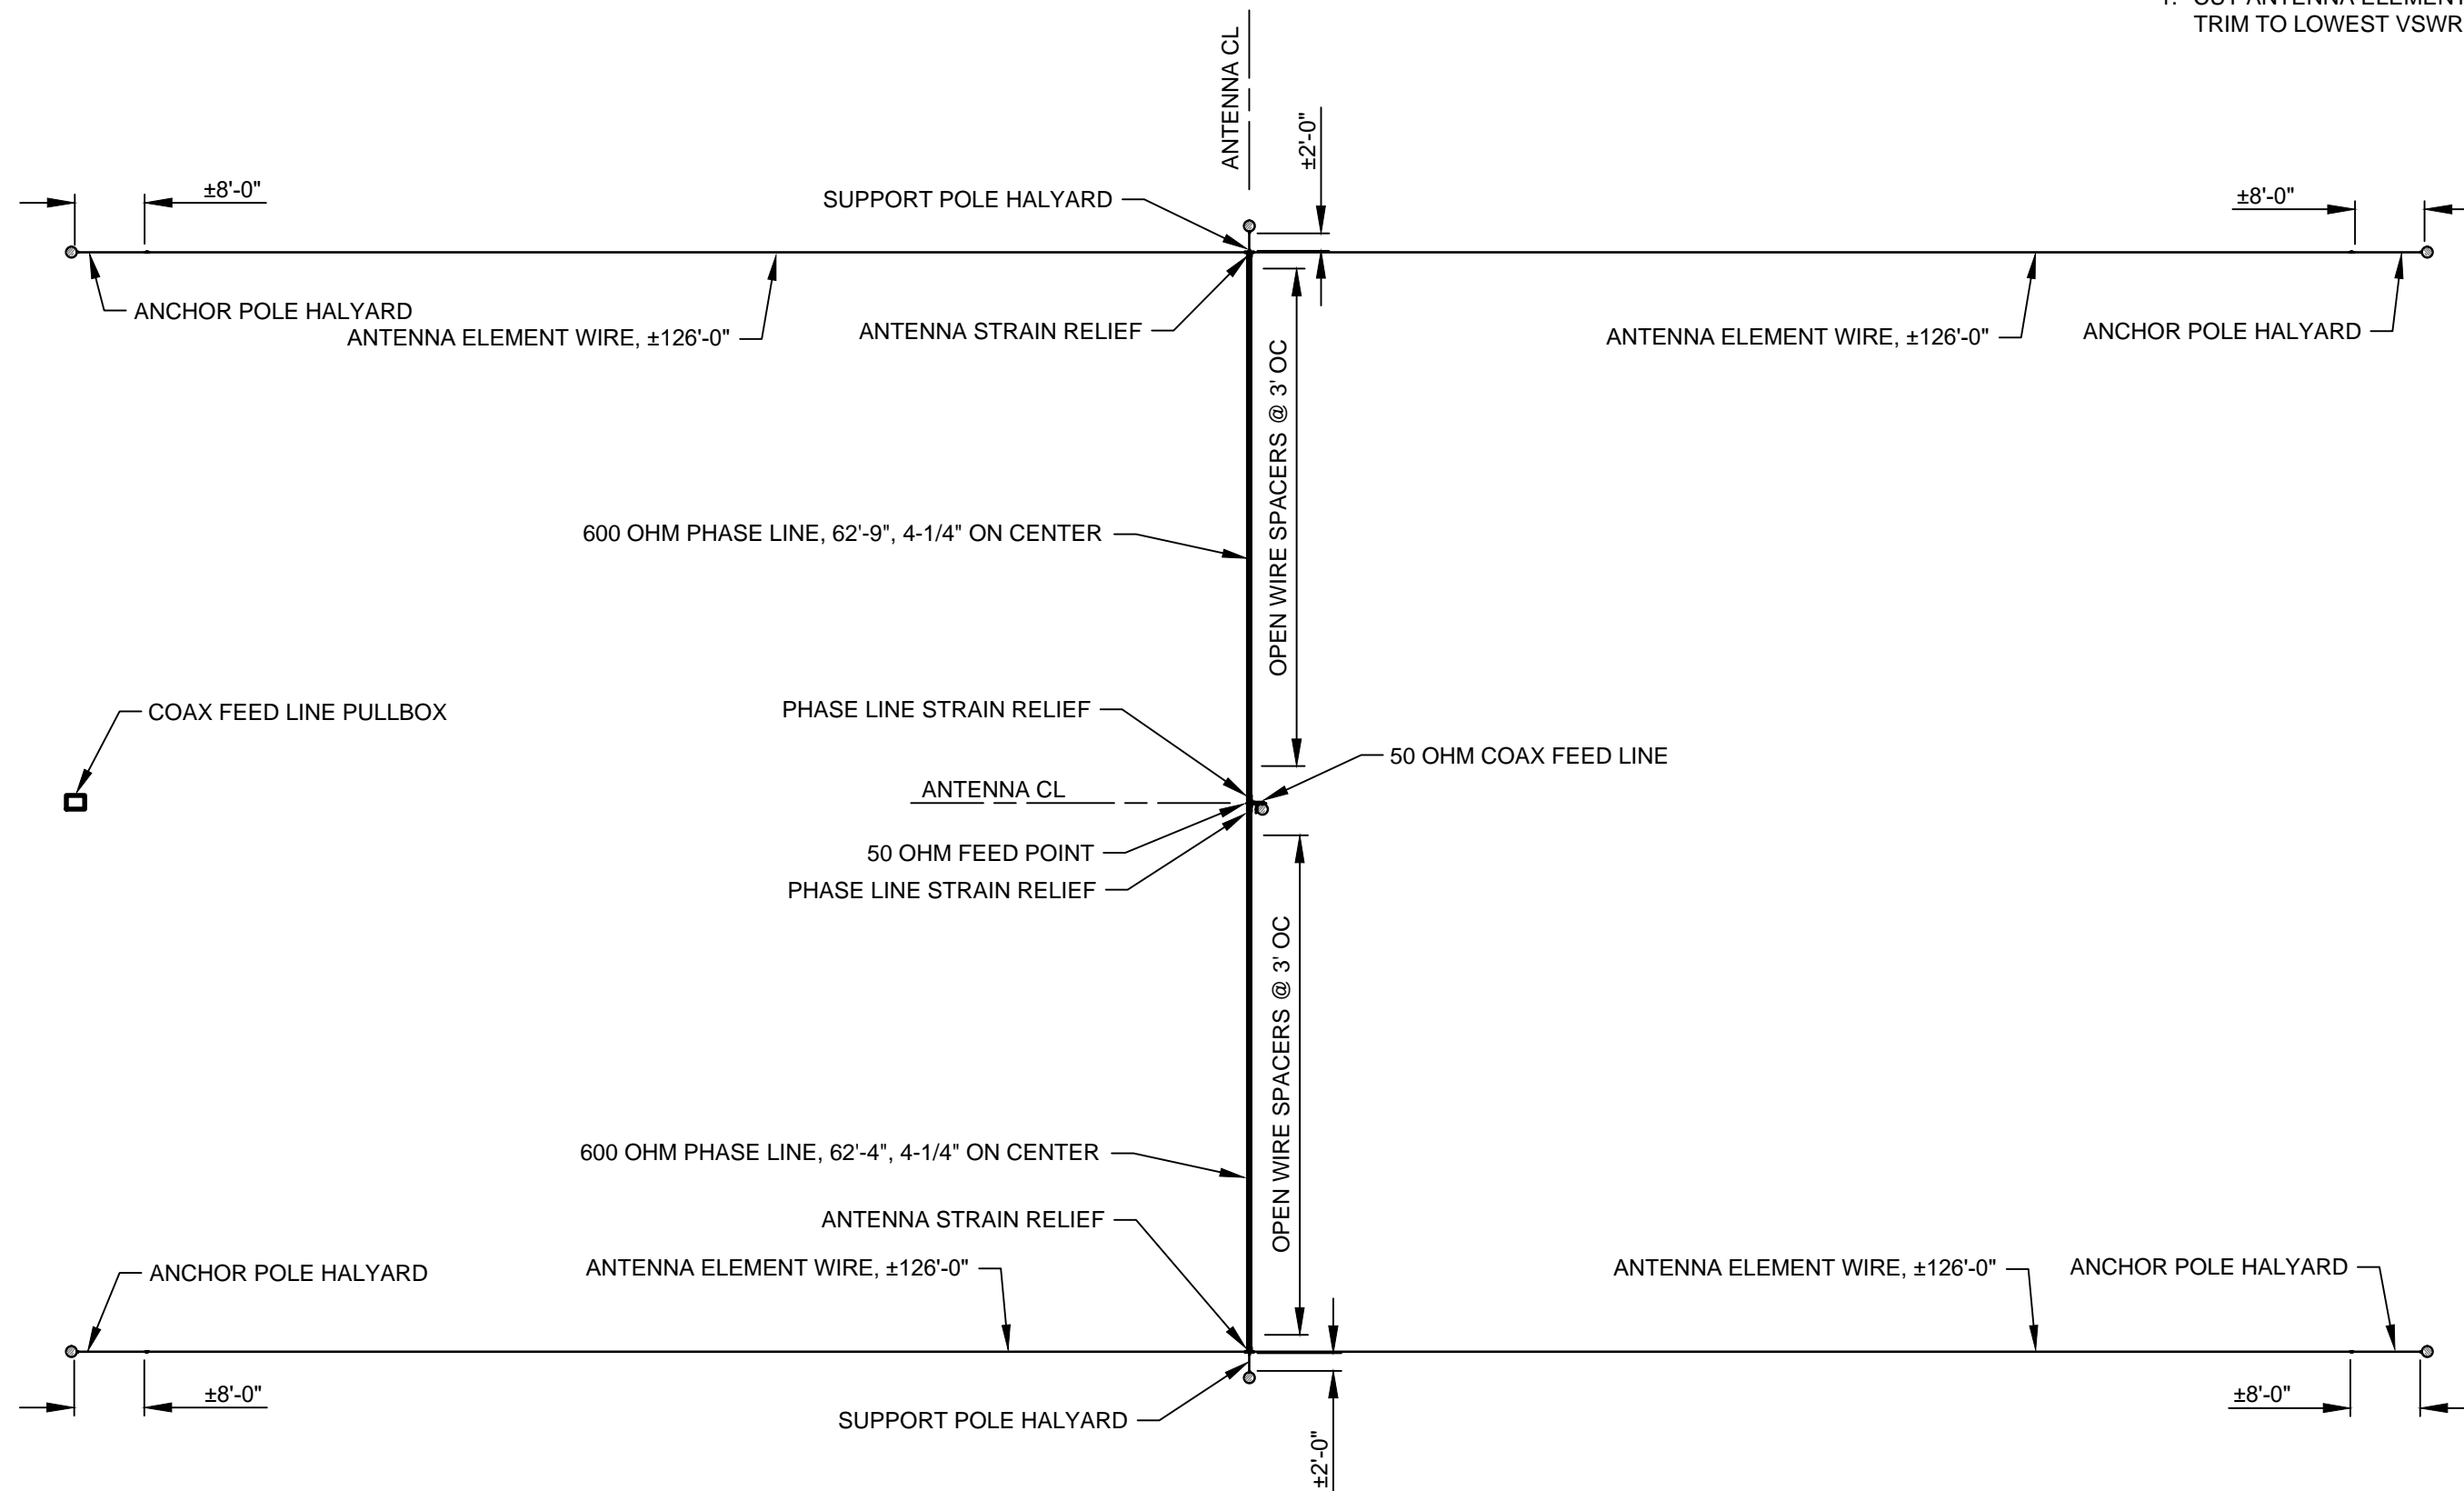 TRIM TO LOWEST VSWR
ANTENNA CL
±2'-0"
±8'-0"
SUPPORT POLE HALYARD
±8'-0"
ANCHOR POLE HALYARD
ANTENNA ELEMENT WIRE, ±126'-0"
ANTENNA STRAIN RELIEF
ANTENNA ELEMENT WIRE, ±126'-0"
ANCHOR POLE HALYARD
OPEN WIRE SPACERS @ 3' OC
600 OHM PHASE LINE, 62'-9", 4-1/4" ON CENTER
COAX FEED LINE PULLBOX
PHASE LINE STRAIN RELIEF
50 OHM COAX FEED LINE
ANTENNA CL
50 OHM FEED POINT
PHASE LINE STRAIN RELIEF
OPEN WIRE SPACERS @ 3' OC
600 OHM PHASE LINE, 62'-4", 4-1/4" ON CENTER
ANTENNA STRAIN RELIEF
ANCHOR POLE HALYARD
ANTENNA ELEMENT WIRE, ±126'-0"
ANTENNA ELEMENT WIRE, ±126'-0"
ANCHOR POLE HALYARD
±8'-0"
±8'-0"
SUPPORT POLE HALYARD
±2'-0"